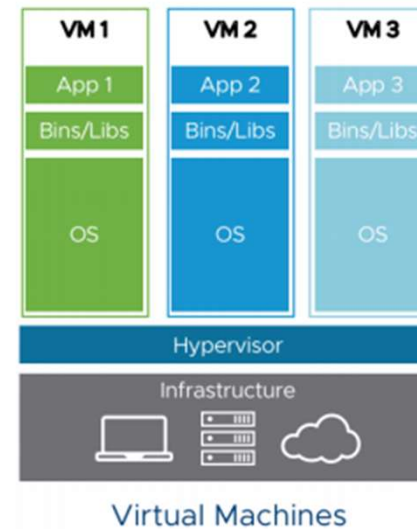 VM 1 VM 2 VM 3
App 1 App 2 App 3
Bins/Libs Bins/Libs Bins/Libs
OS OS OS
Hypervisor
Infrastructure
Virtual Machines